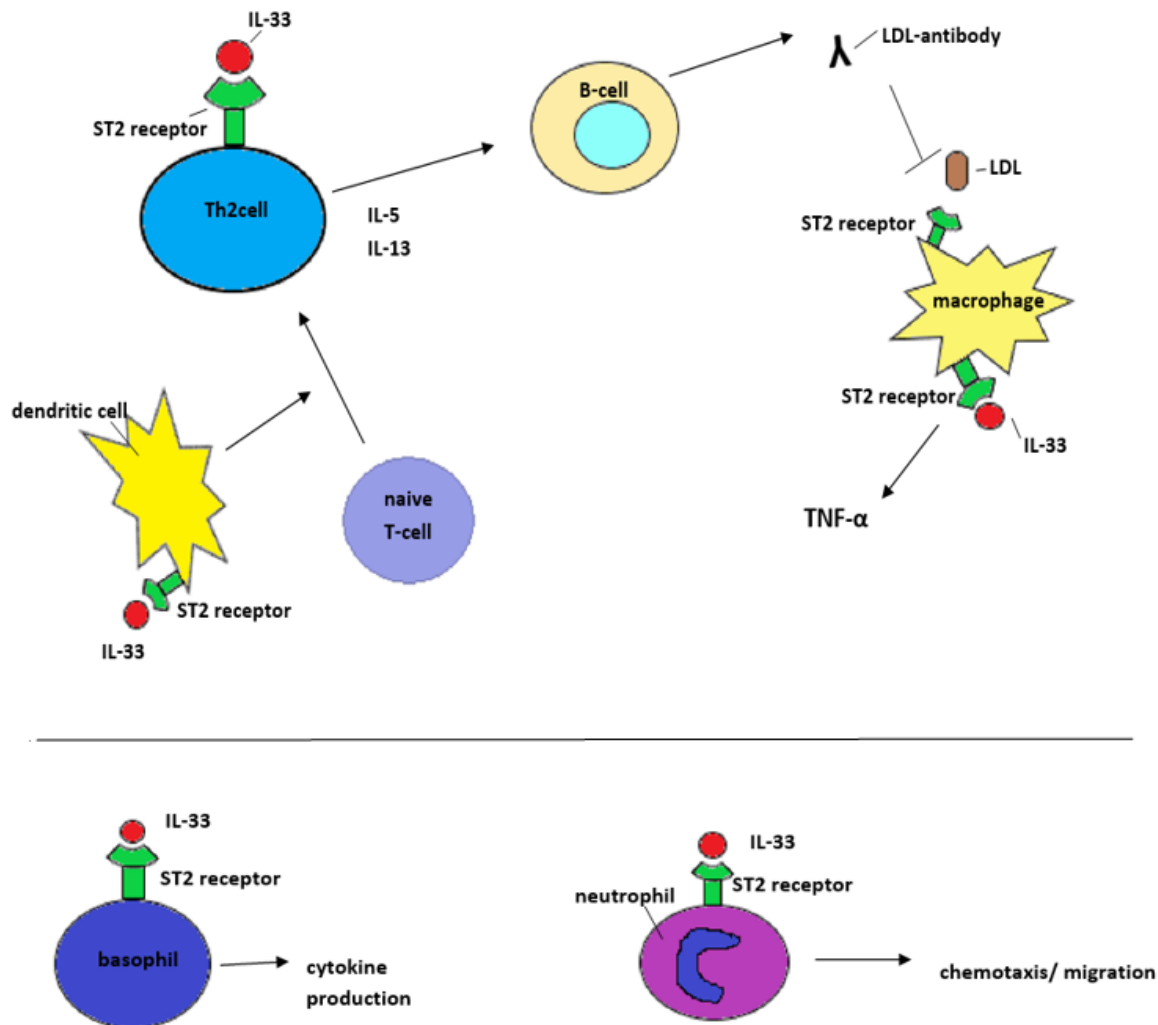 IL-33
ST2 receptor
Th2cell
IL-5
IL-13
B-cell
LDL-antibody
LDL
ST2 receptor
macrophage
ST2 receptor
IL-33
TNF-α
dendritic cell
naive
T-cell
ST2 receptor
IL-33
IL-33
ST2 receptor
basophil
cytokine
production
IL-33
ST2 receptor
neutrophil
chemotaxis/ migration